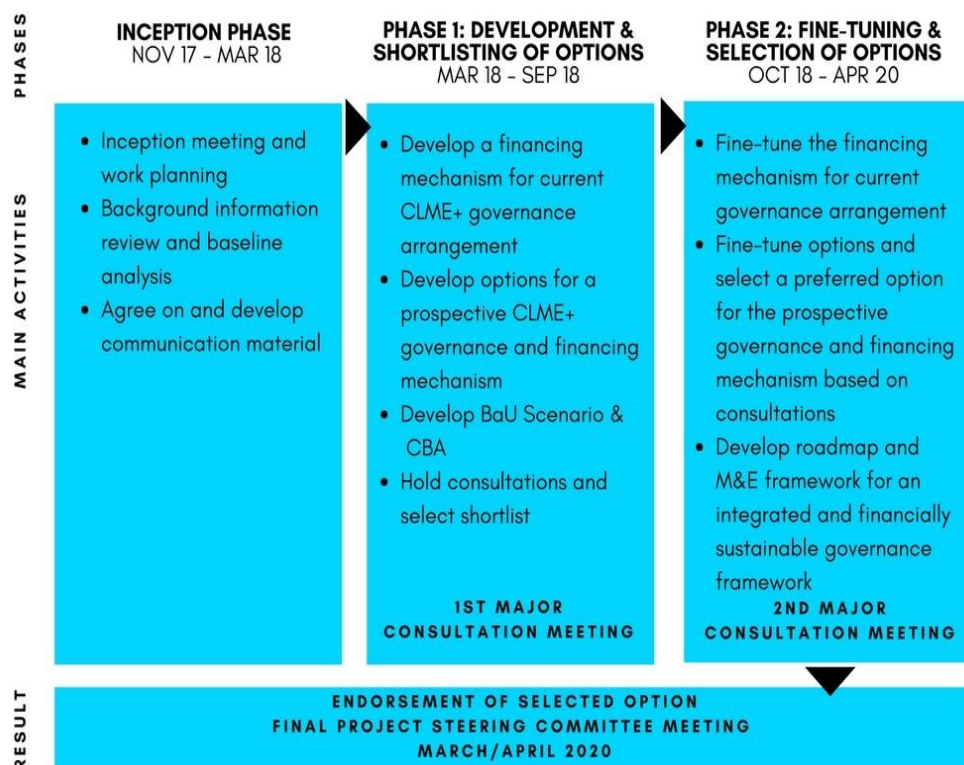 PHASES
INCEPTION PHASE
NOV 17 - MAR 18
PHASE 1: DEVELOPMENT &
SHORTLISTING OF OPTIONS
MAR 18 - SEP 18
PHASE 2: FINE-TUNING &
SELECTION OF OPTIONS
OCT 18 - APR 20
MAIN ACTIVITIES
• Inception meeting and
work planning
• Background information
review and baseline
analysis
• Agree on and develop
communication material
• Develop a financing
mechanism for current
CLME+ governance
arrangement
• Develop options for a
prospective CLME+
governance and financing
mechanism
• Develop BaU Scenario &
CBA
• Hold consultations and
select shortlist
1ST MAJOR
CONSULTATION MEETING
• Fine-tune the financing
mechanism for current
governance arrangement
• Fine-tune options and
select a preferred option
for the prospective
governance and financing
mechanism based on
consultations
• Develop roadmap and
M&E framework for an
integrated and financially
sustainable governance
framework
2ND MAJOR
CONSULTATION MEETING
RESULT
ENDORSEMENT OF SELECTED OPTION
FINAL PROJECT STEERING COMMITTEE MEETING
MARCH/APRIL 2020